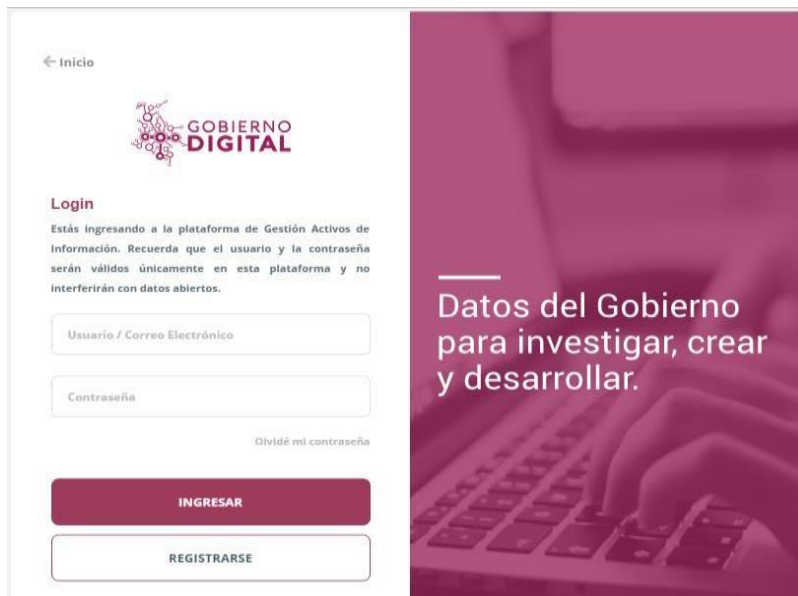 ← Inicio
GOBIERNO
DIGITAL
Login
Estás ingresando a la plataforma de Gestión Activos de
Información. Recuerda que el usuario y la contraseña
serán válidos únicamente en esta plataforma y no
interferirán con datos abiertos.
Usuario / Correo Electrónico
Contraseña
Olvidé mi contraseña
INGRESAR
REGISTRARSE
Datos del Gobierno
para investigar, crear
y desarrollar.